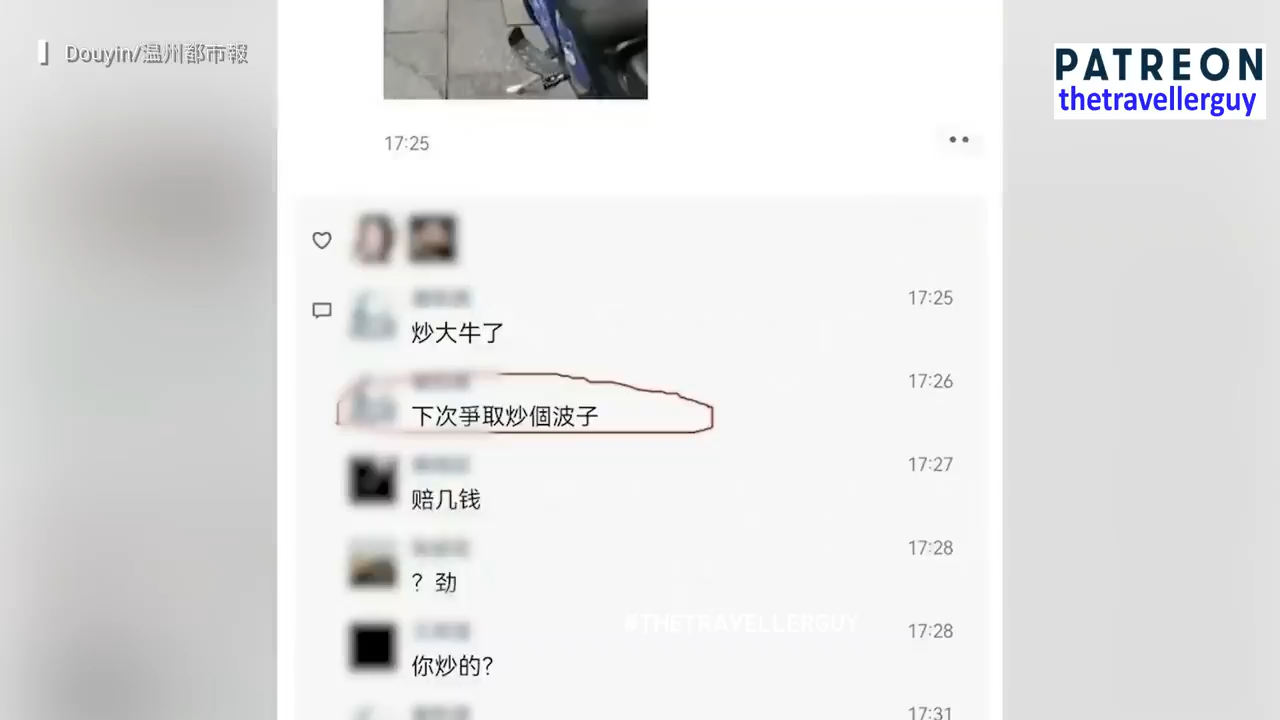 Douyin/温州都市報
PATREON
thetravellerguy
17:25
17:25
炒大牛了
17:26
下次爭取炒個波子
17:27
赔几钱
17:28
？劲
#THETRAVELLERGUY
17:28
你炒的？
17:31